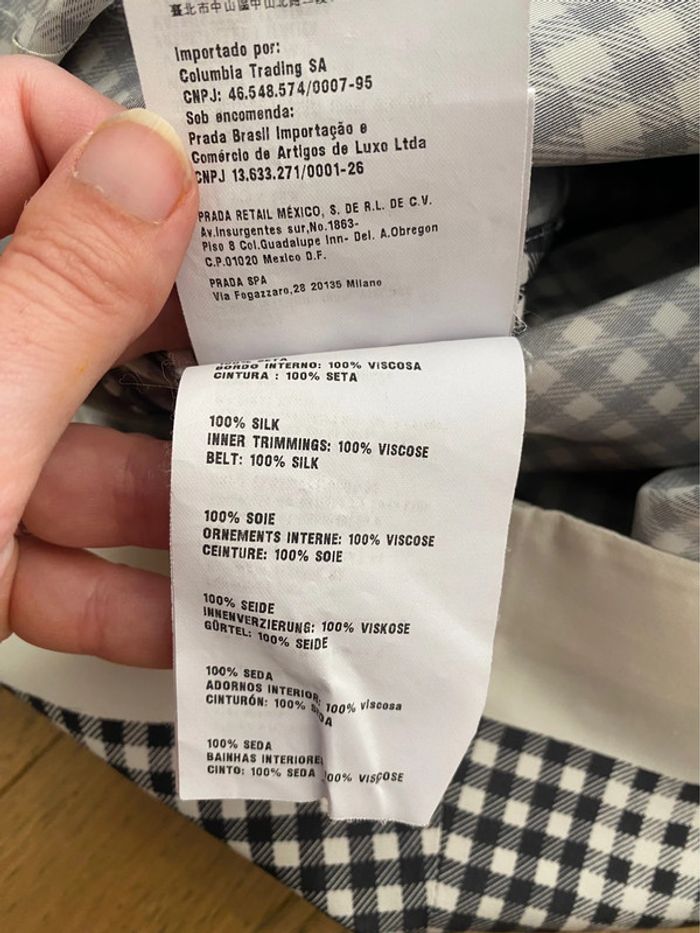 Importado por:
Columbia Trading SA
CNPJ: 46.548.574/0007-95
Sob encomenda:
Prada Brasil Importação e
Comércio de Artigos de Luxo Ltda
CNPJ 13.633.271/0001-26
PRADA RETAIL MÉXICO, S. DE R.L. DE C.V.
Av.Insurgentes sur,No.1863-
Piso 8 Col.Guadalupe Inn- Del. A.Obregon
C.P.01020 Mexico D.F.
PRADA SPA
Via Fogazzaro,28 20135 Milano
BORDO INTERNO: 100% VISCOSA
CINTURA : 100% SETA
100% SILK
INNER TRIMMINGS: 100% VISCOSE
BELT: 100% SILK
100% SOIE
ORNEMENTS INTERNE: 100% VISCOSE
CEINTURE: 100% SOIE
100% SEIDE
INNENVERZIERUNG: 100% VISKOSE
GÜRTEL: 100% SEIDE
100% SEDA
ADORNOS INTERIOR 100% viscosa
CINTURÓN: 100% SEDA
100% SEDA
BAINHAS INTERIORE 100% VISCOSE
CINTO: 100% SEDA